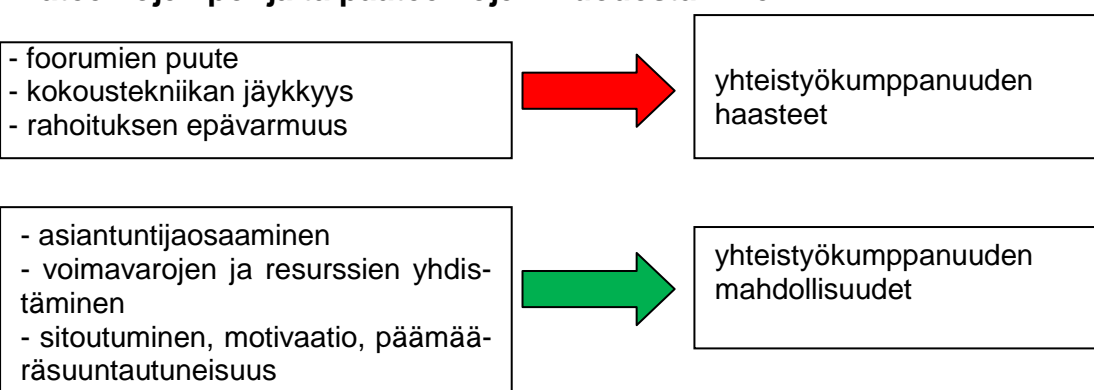 - foorumien puute
- kokoustekniikan jäykkyys
- rahoituksen epävarmuus
yhteistyökumppanuuden
haasteet
- asiantuntijaosaaminen
- voimavarojen ja resurssien yhdis-
täminen
- sitoutuminen, motivaatio, päämää-
räsuuntautuneisuus
yhteistyökumppanuuden
mahdollisuudet